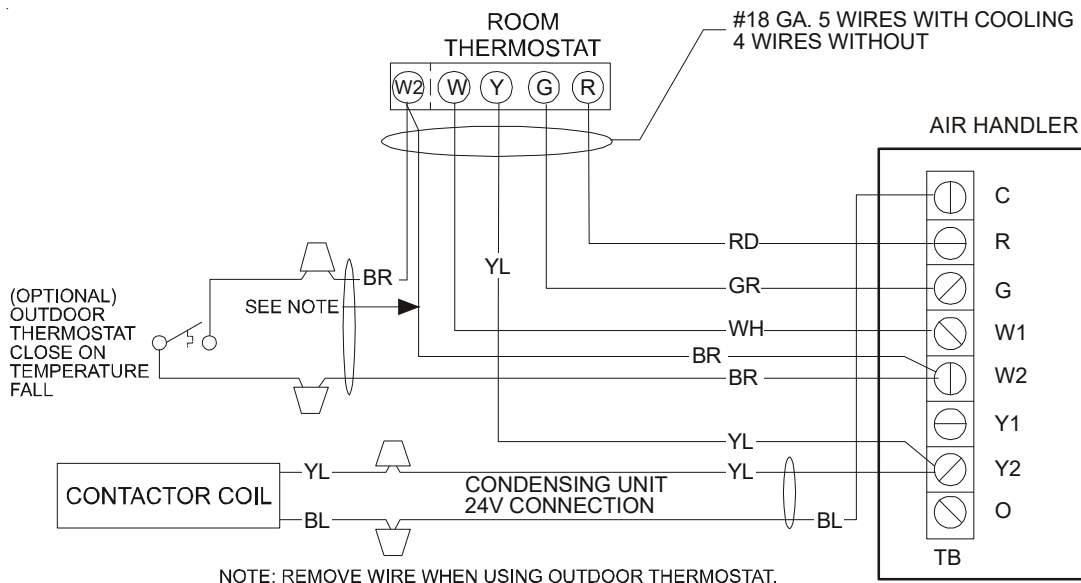 ROOM
THERMOSTAT
#18 GA. 5 WIRES WITH COOLING
4 WIRES WITHOUT
W2 W Y G R
AIR HANDLER
C
RD
R
YL
BR
GR
G
(OPTIONAL)
OUTDOOR
THERMOSTAT
CLOSE ON
TEMPERATURE
FALL
SEE NOTE
WH
W1
BR
BR
W2
Y1
YL
YL
YL
Y2
CONTACTOR COIL
CONDENSING UNIT
24V CONNECTION
BL
BL
O
TB
NOTE: REMOVE WIRE WHEN USING OUTDOOR THERMOSTAT.